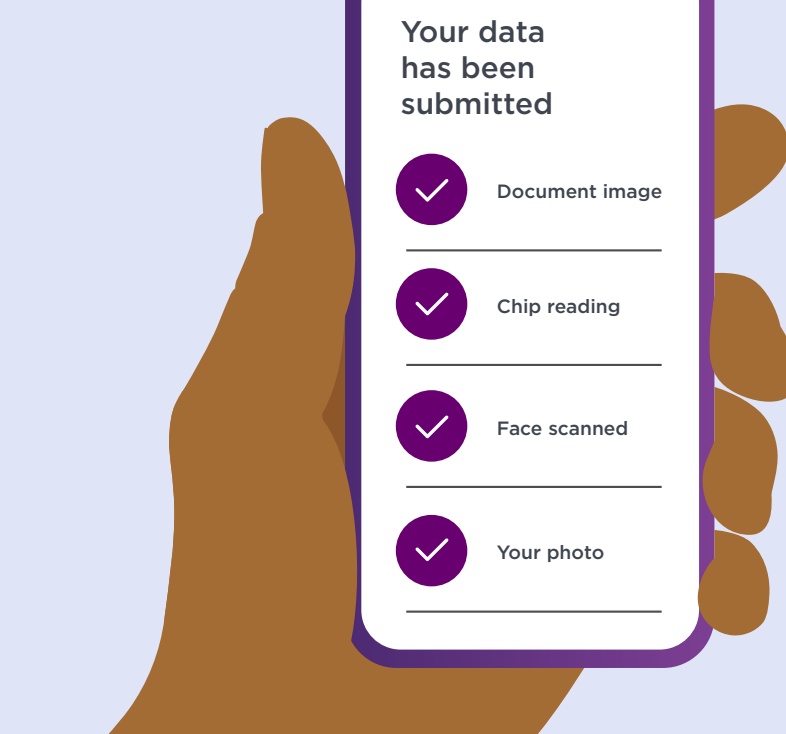 Your data
has been
submitted
Document image
Chip reading
Face scanned
Your photo